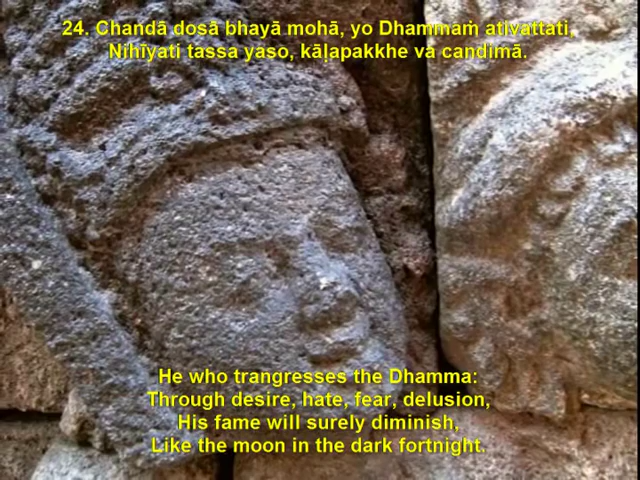 24. Chandā dosā bhayā mohā, yo Dhammaṁ ativattati,
Nihīyati tassa yaso, kāḷapakkhe va candimā.
He who trangresses the Dhamma:
Through desire, hate, fear, delusion,
His fame will surely diminish,
Like the moon in the dark fortnight.